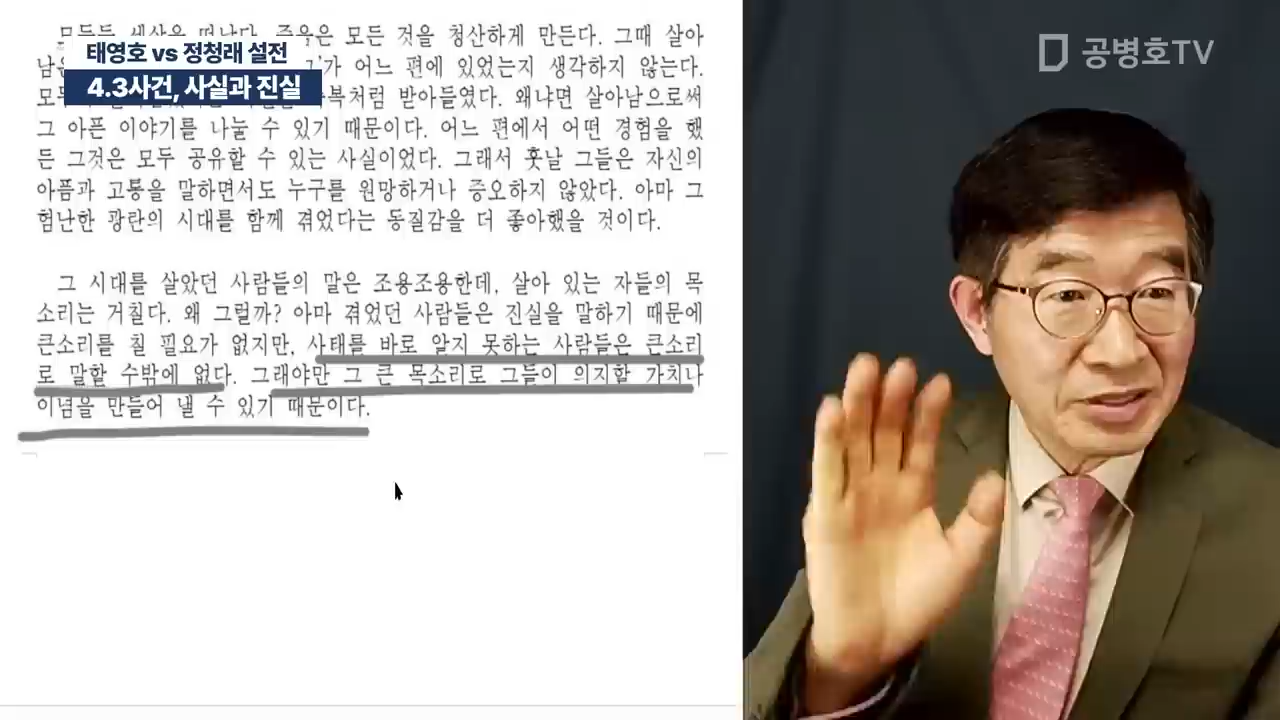 모두들 세상을 떠났다. 죽음은 모든 것을 청산하게 만든다. 그때 살아
태영호 vs 정청래 설전
가 어느 편에 있었는지 생각하지 않는다.
4.3사건, 사실과 진실
받아들였다. 왜냐면 살아남으로써
그 아픈 이야기를 나눌 수 있기 때문이다. 어느 편에서 어떤 경험을 했
든 그것은 모두 공유할 수 있는 사실이었다. 그래서 훗날 그들은 자신의
아픔과 고통을 말하면서도 누구를 원망하거나 증오하지 않았다. 아마 그
험난한 광란의 시대를 함께 겪었다는 동질감을 더 좋아했을 것이다.
그 시대를 살았던 사람들의 말은 조용조용한데, 살아 있는 자들의 목
소리는 거칠다. 왜 그럴까? 아마 겪었던 사람들은 진실을 말하기 때문에
큰소리를 칠 필요가 없지만, 사태를 바로 알지 못하는 사람들은 큰소리
로 말할 수밖에 없다. 그래야만 그 큰 목소리로 그들이 의지할 가치나
이념을 만들어 낼 수 있기 때문이다.
공병호TV